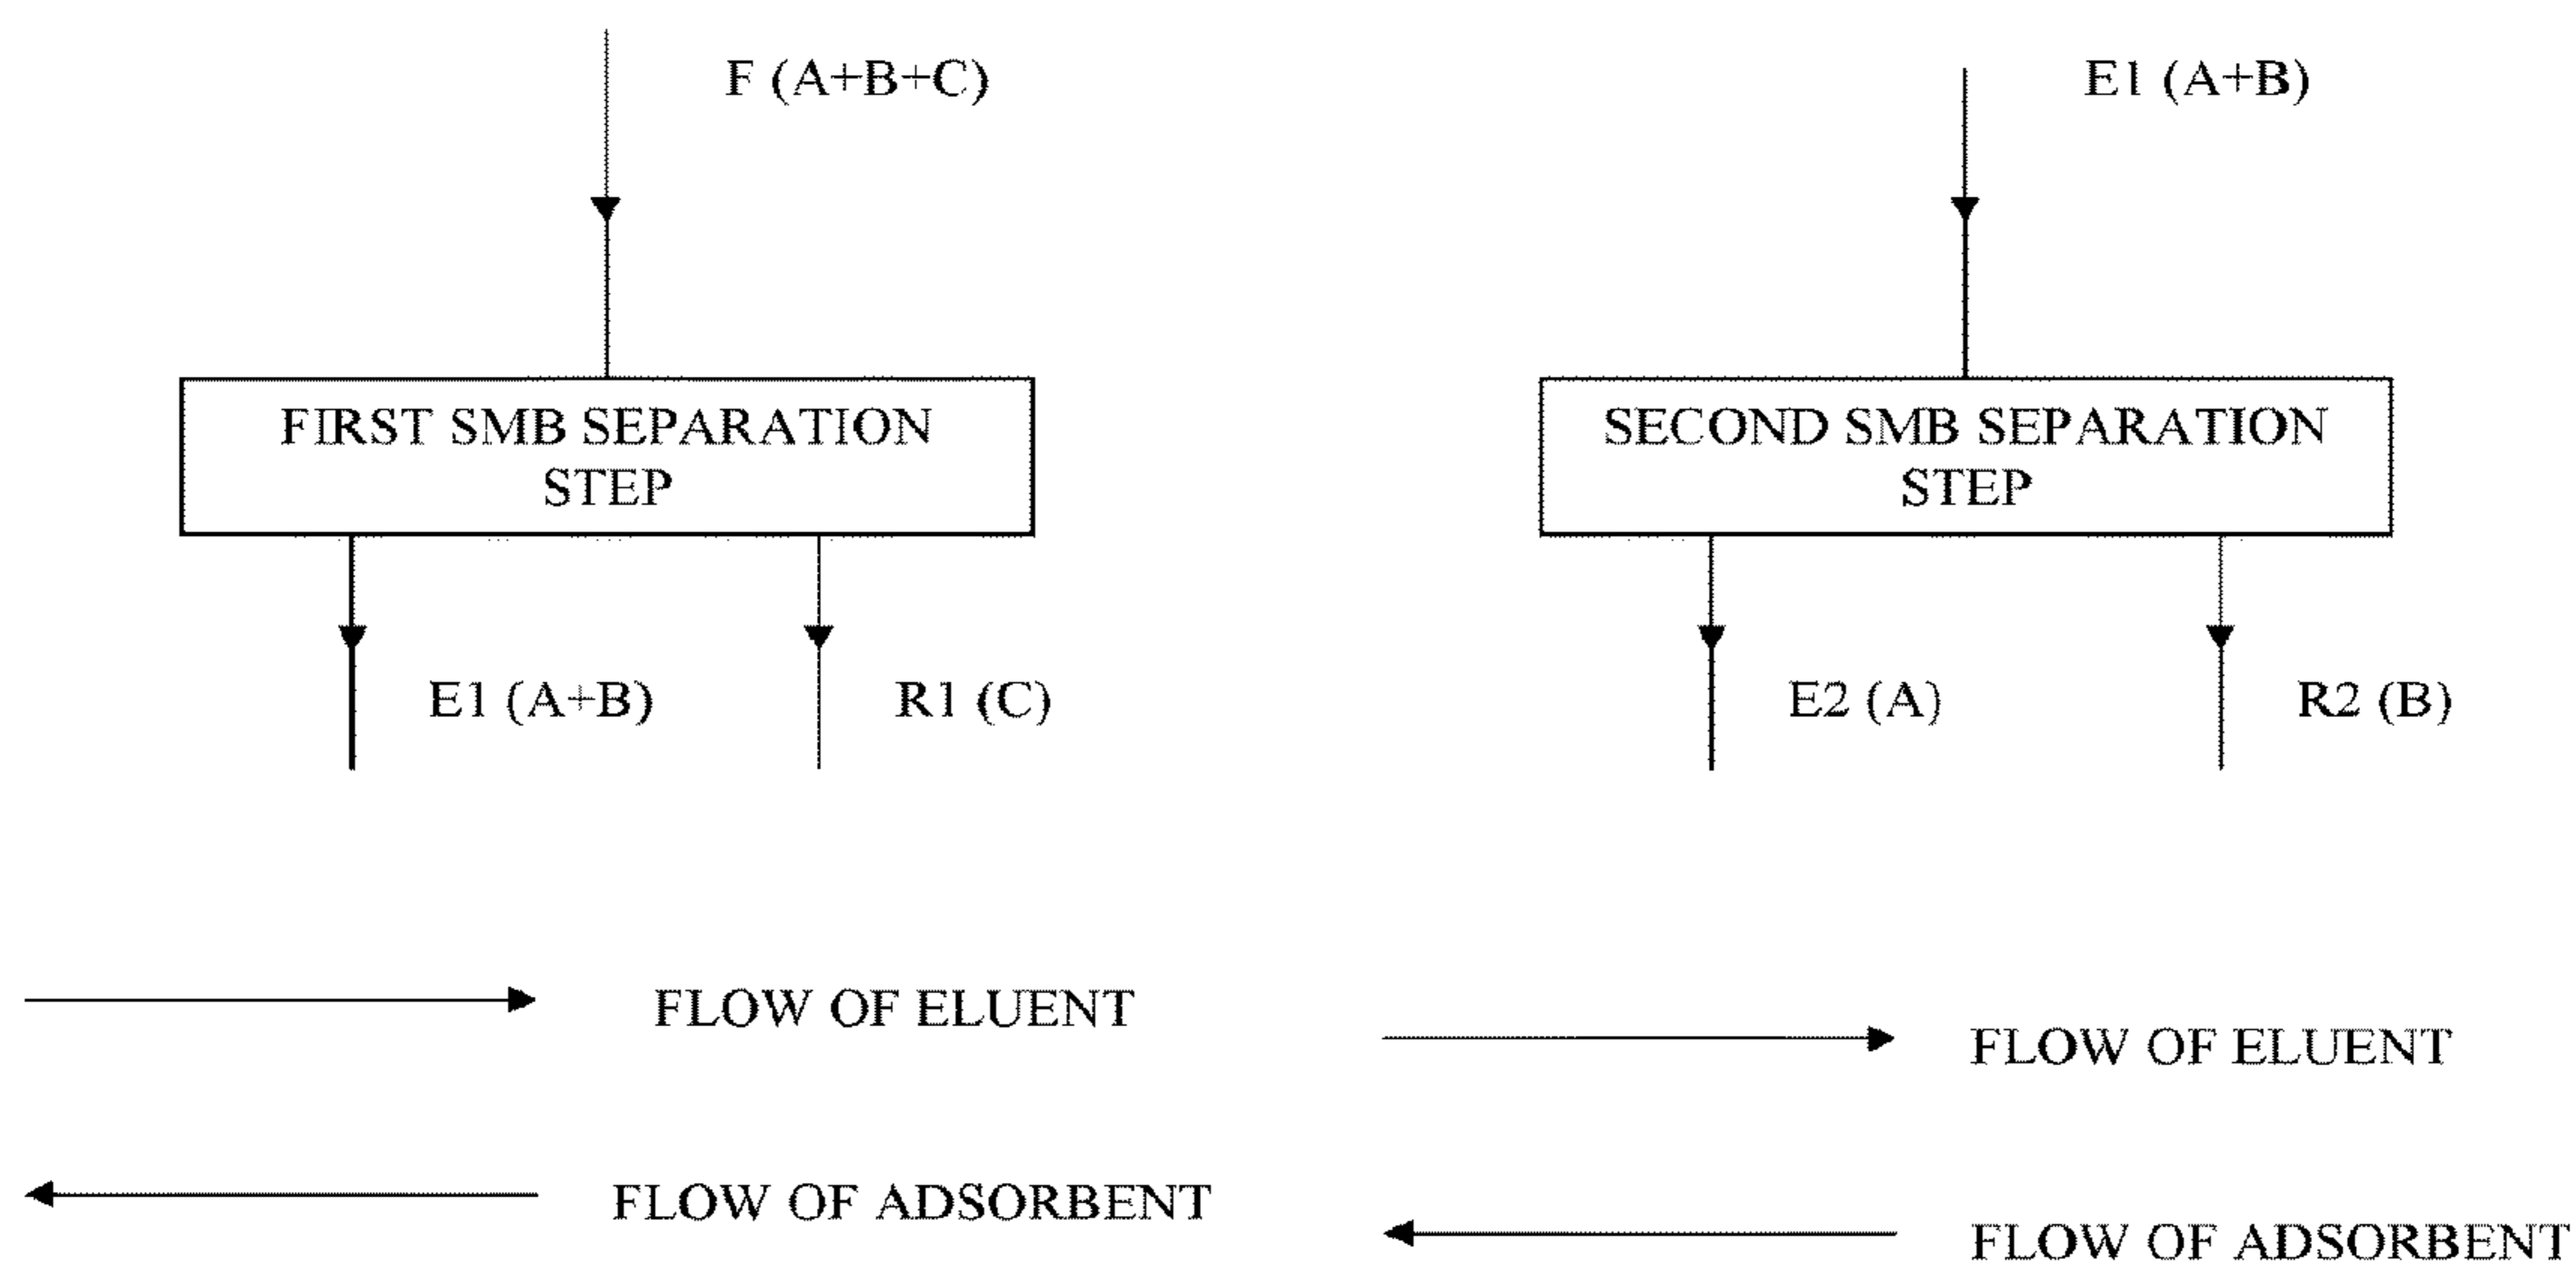 F (A+B+C)
FIRST SMB SEPARATION
STEP
E1 (A+B)
R1 (C)
FLOW OF ELUENT
FLOW OF ADSORBENT
E1 (A+B)
SECOND SMB SEPARATION
STEP
E2 (A)
R2 (B)
FLOW OF ELUENT
FLOW OF ADSORBENT